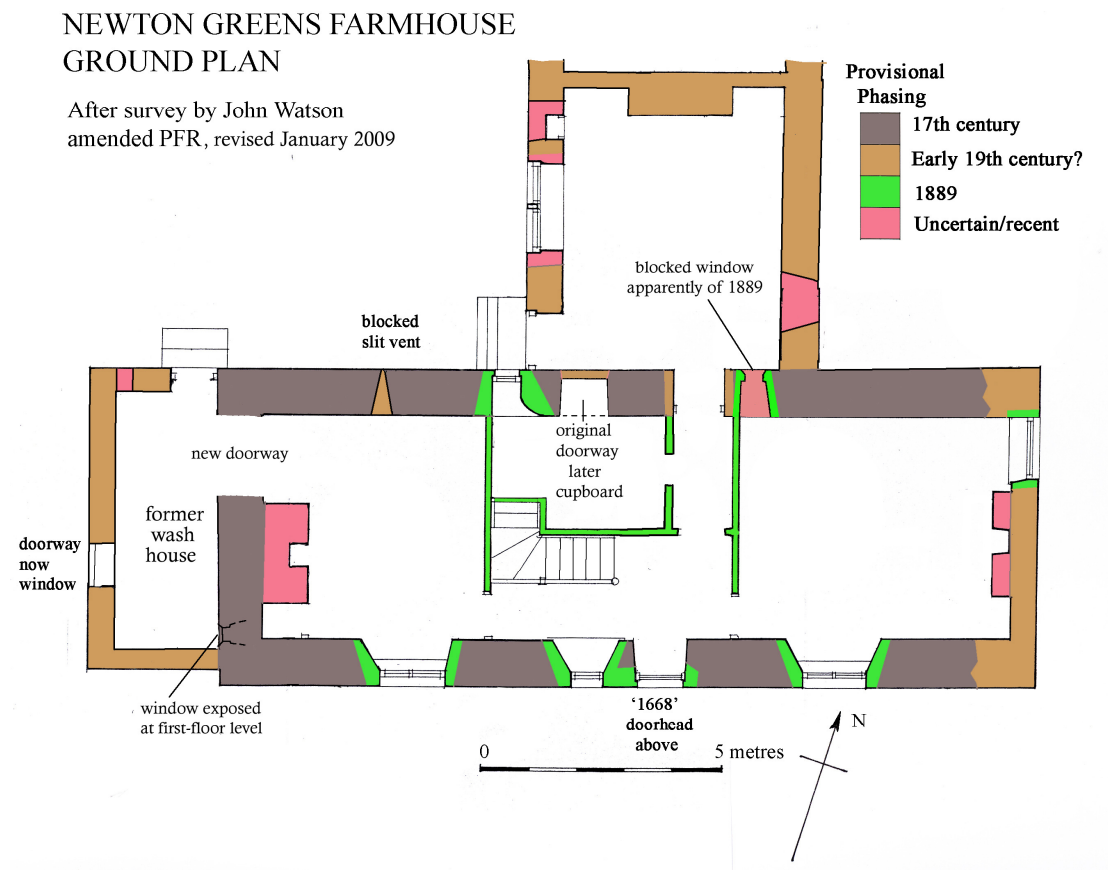 NEWTON GREENS FARMHOUSE
GROUND PLAN
After survey by John Watson
amended PFR, revised January 2009
Provisional
Phasing
17th century
Early 19th century?
1889
Uncertain/recent
blocked window
apparently of 1889
blocked
slit vent
original
doorway
later
cupboard
new doorway
former
wash
house
doorway
now
window
window exposed
at first-floor level
‘1668’
doorhead
above
N
0
5 metres